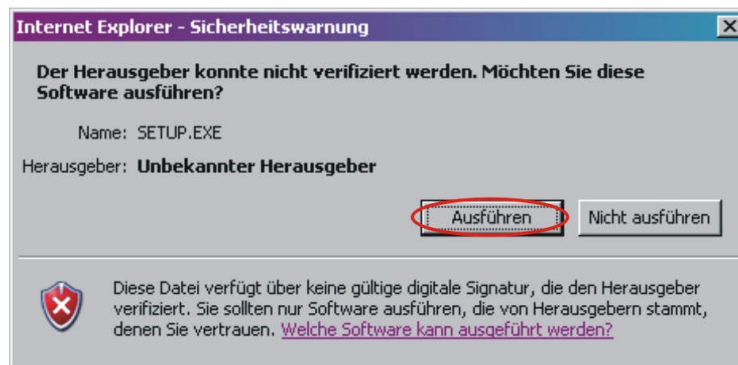 Internet Explorer - Sicherheitswarnung
Der Herausgeber konnte nicht verifiziert werden. Möchten Sie diese
Software ausführen?
Name: SETUP.EXE
Herausgeber: Unbekannter Herausgeber
Ausführen Nicht ausführen
Diese Datei verfügt über keine gültige digitale Signatur, die den Herausgeber
verifiziert. Sie sollten nur Software ausführen, die von Herausgebern stammt,
denen Sie vertrauen. Welche Software kann ausgeführt werden?